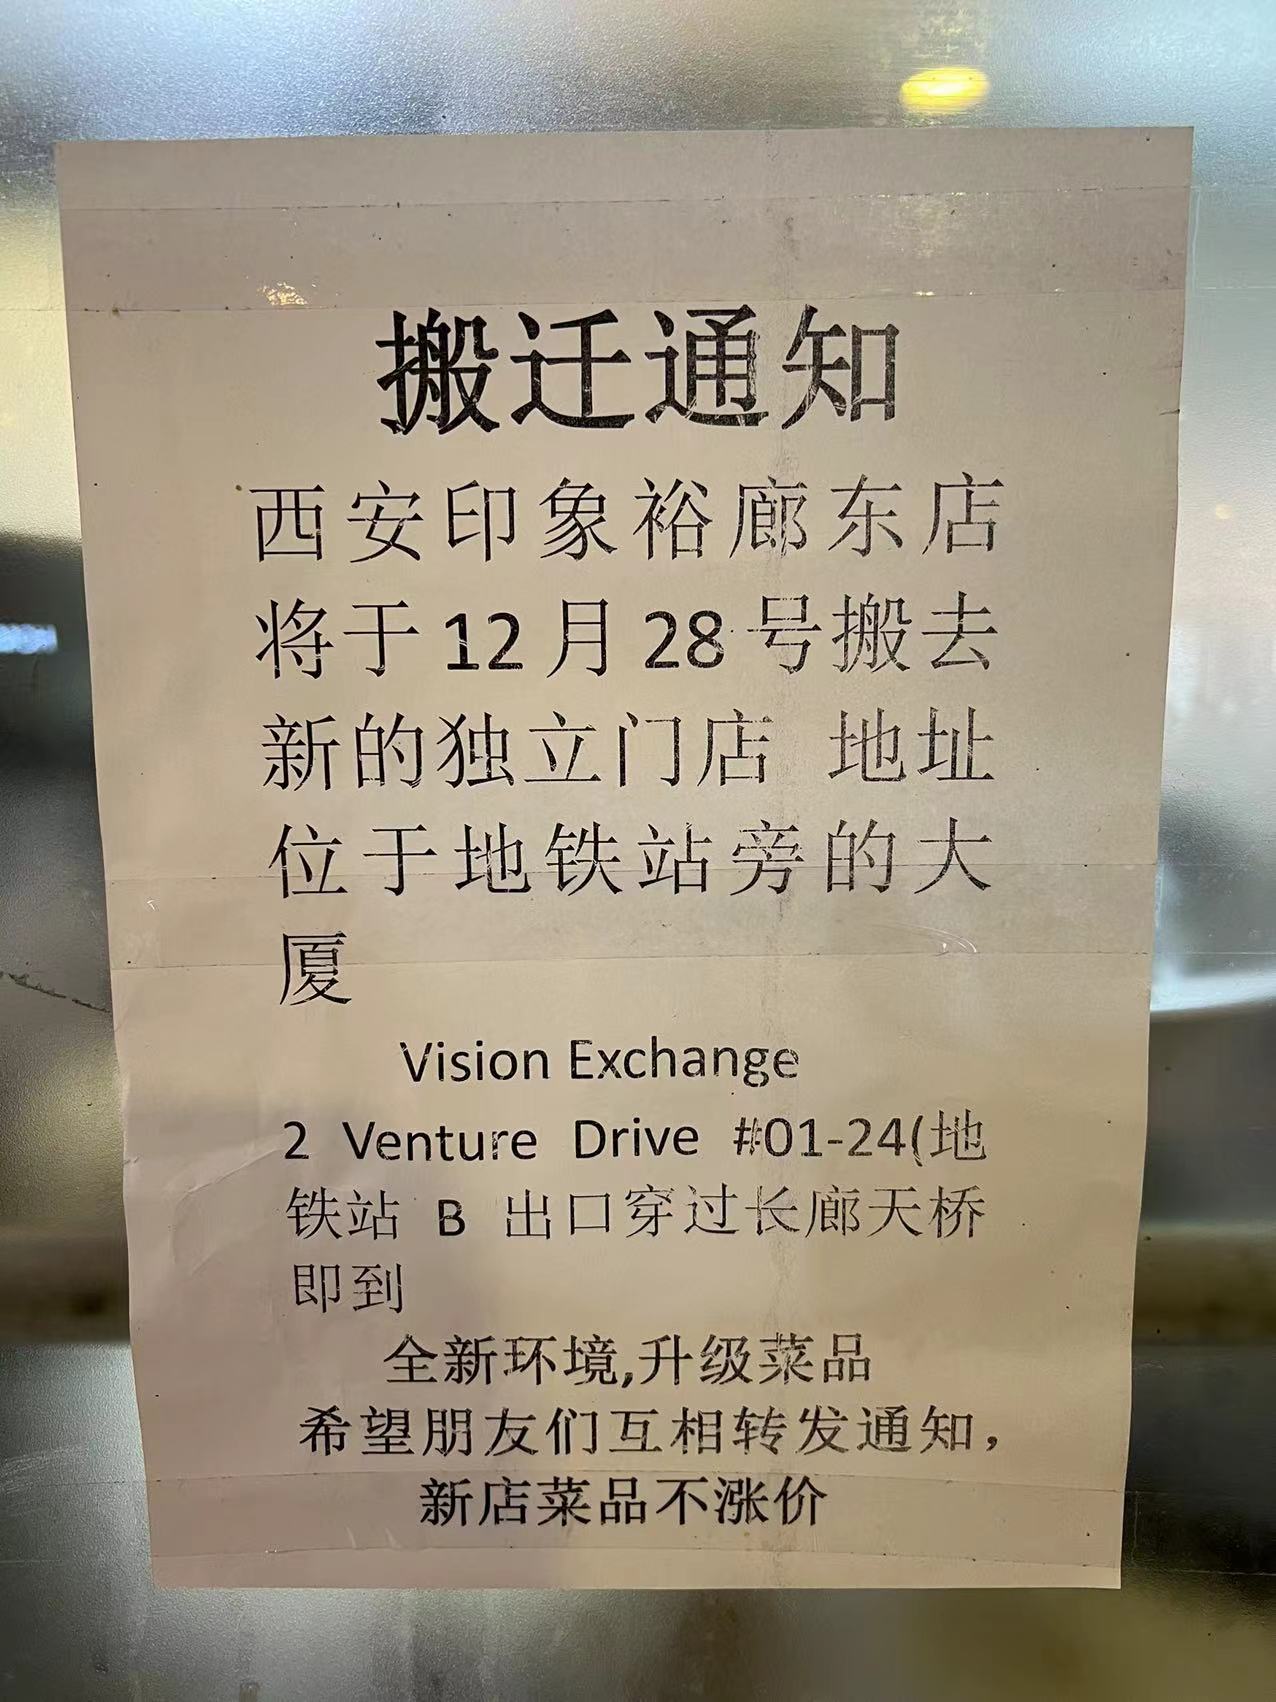 搬迁通知
西安印象裕廊东店
将于 12 月 28 号搬去
新的独立门店 地址
位于地铁站旁的大
厦
Vision Exchange
2 Venture Drive #01-24(地
铁站 B 出口穿过长廊天桥
即到
全新环境,升级菜品
希望朋友们互相转发通知，
新店菜品不涨价